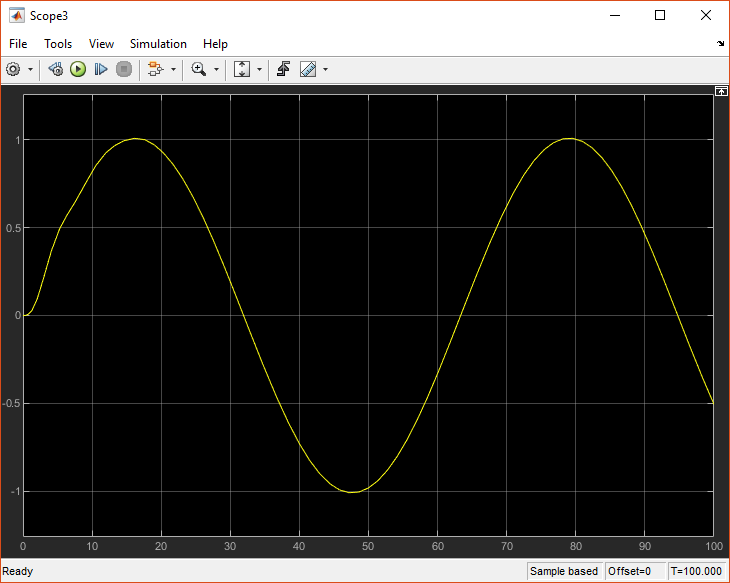 Scope3
File Tools View Simulation Help
1
0.5
0
-0.5
-1
0 10 20 30 40 50 60 70 80 90 100
Ready Sample based Offset=0 T=100.000